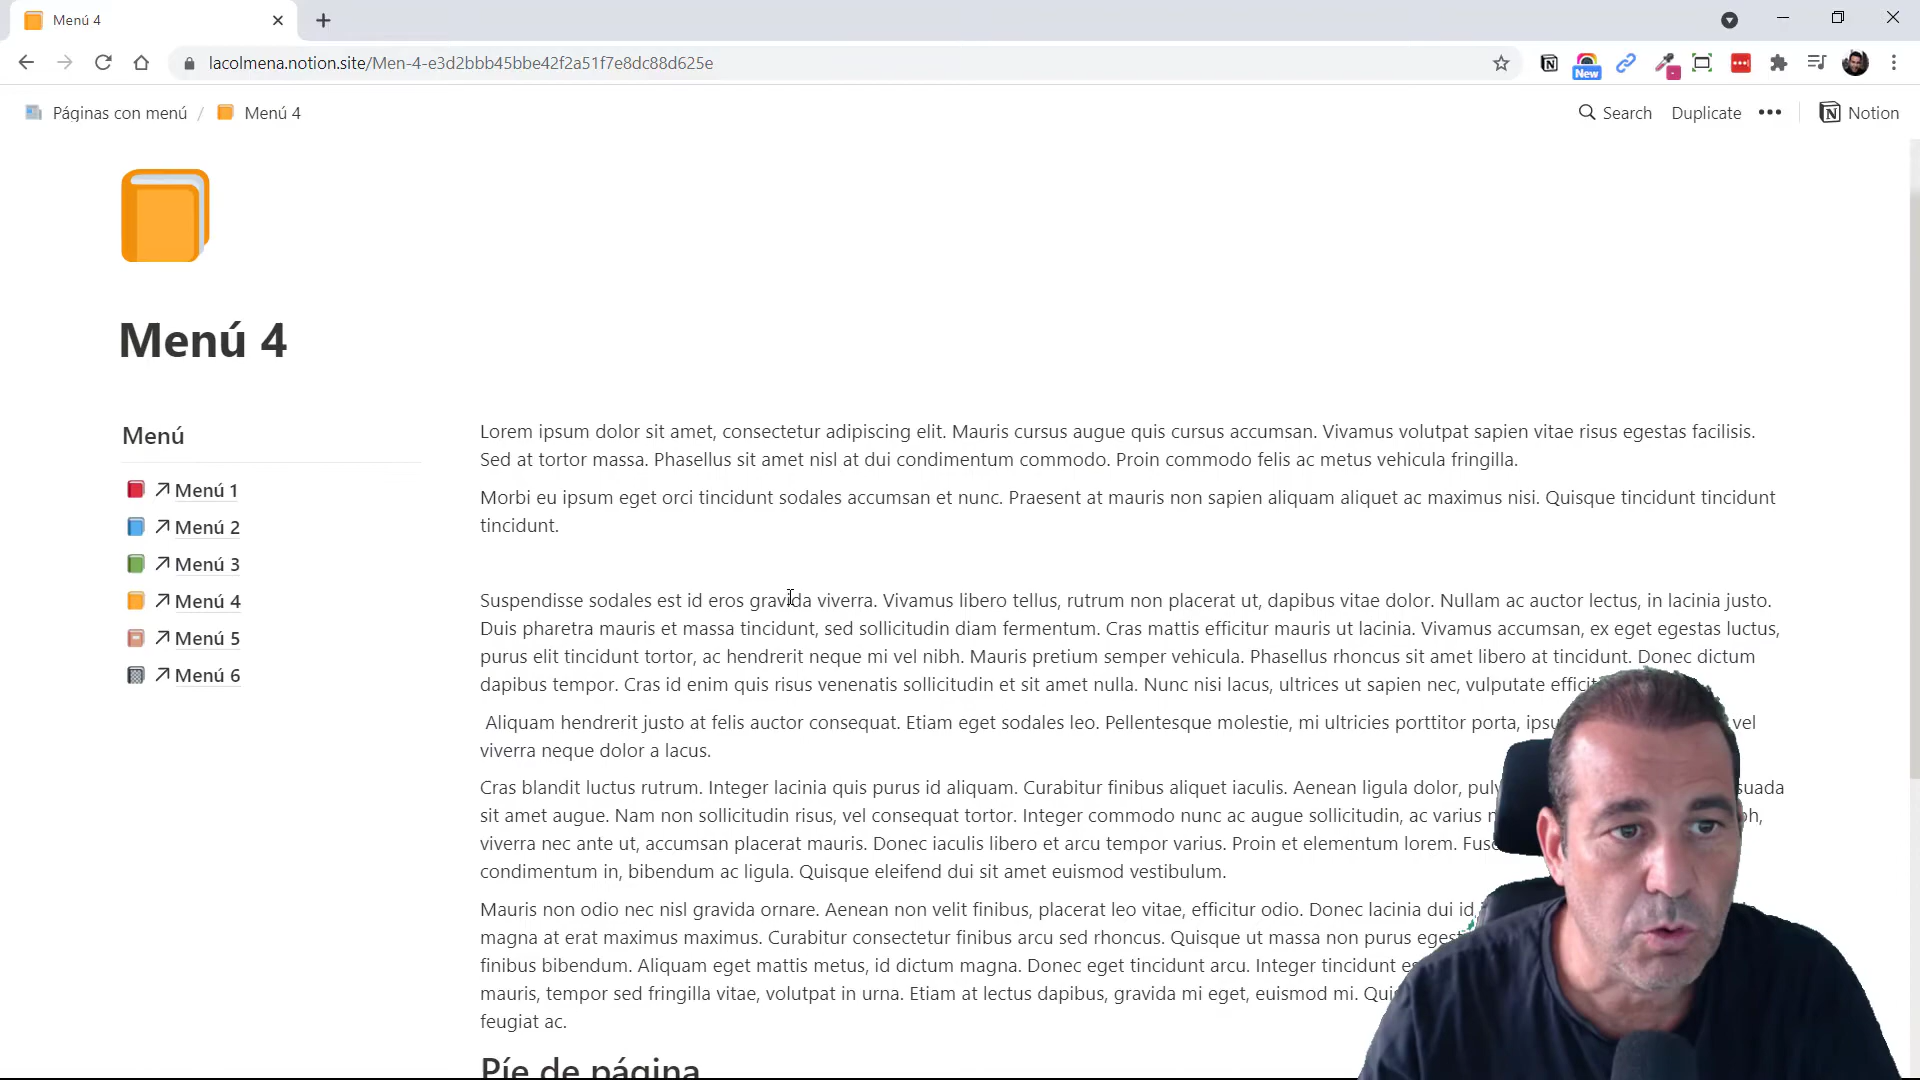 Menú 4
lacolmena.notion.site/Men-4-e3d2bbb45bbe42f2a51f7e8dc88d625e
New
Páginas con menú / Menú 4
Search Duplicate ••• Notion
Menú 4
Menú
Menú 1
Menú 2
Menú 3
Menú 4
Menú 5
Menú 6
Lorem ipsum dolor sit amet, consectetur adipiscing elit. Mauris cursus augue quis cursus accumsan. Vivamus volutpat sapien vitae risus egestas facilisis.
Sed at tortor massa. Phasellus sit amet nisl at dui condimentum commodo. Proin commodo felis ac metus vehicula fringilla.
Morbi eu ipsum eget orci tincidunt sodales accumsan et nunc. Praesent at mauris non sapien aliquam aliquet ac maximus nisi. Quisque tincidunt tincidunt
tincidunt.
Suspendisse sodales est id eros gravida viverra. Vivamus libero tellus, rutrum non placerat ut, dapibus vitae dolor. Nullam ac auctor lectus, in lacinia justo.
Duis pharetra mauris et massa tincidunt, sed sollicitudin diam fermentum. Cras mattis efficitur mauris ut lacinia. Vivamus accumsan, ex eget egestas luctus,
purus elit tincidunt tortor, ac hendrerit neque mi vel nibh. Mauris pretium semper vehicula. Phasellus rhoncus sit amet libero at tincidunt. Donec dictum
dapibus tempor. Cras id enim quis risus venenatis sollicitudin et sit amet nulla. Nunc nisi lacus, ultrices ut sapien nec, vulputate
Aliquam hendrerit justo at felis auctor consequat. Etiam eget sodales leo. Pellentesque molestie, mi ultricies porttitor porta, vel
viverra neque dolor a lacus.
Cras blandit luctus rutrum. Integer lacinia quis purus id aliquam. Curabitur finibus aliquet iaculis. Aenean ligula dolor,
sit amet augue. Nam non sollicitudin risus, vel consequat tortor. Integer commodo nunc ac augue sollicitudin, ac varius
viverra nec ante ut, accumsan placerat mauris. Donec iaculis libero et arcu tempor varius. Proin et elementum lorem.
condimentum in, bibendum ac ligula. Quisque eleifend dui sit amet euismod vestibulum.
Mauris non odio nec nisl gravida ornare. Aenean non velit finibus, placerat leo vitae, efficitur odio. Donec lacinia dui id
magna at erat maximus maximus. Curabitur consectetur finibus arcu sed rhoncus. Quisque ut massa non purus
finibus bibendum. Aliquam eget mattis metus, id dictum magna. Donec eget tincidunt arcu. Integer tincidunt
mauris, tempor sed fringilla vitae, volutpat in urna. Etiam at lectus dapibus, gravida mi eget, euismod mi.
feugiat ac.
Píe de página